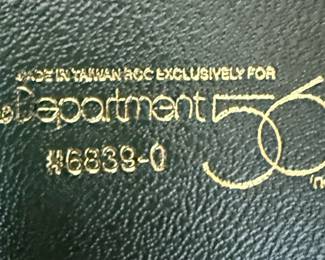 MADE IN TAIWAN ROC EXCLUSIVELY FOR
Department 56
#6839-0